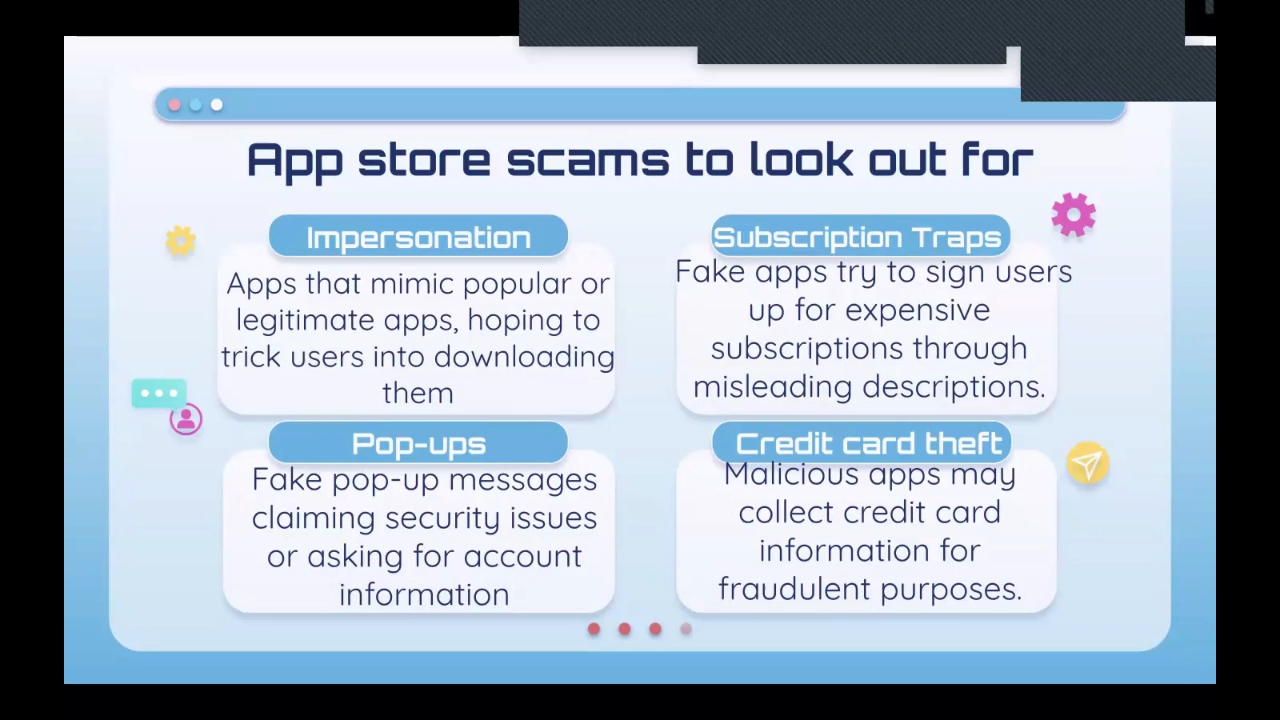 App store scams to look out for
Impersonation
Apps that mimic popular or
legitimate apps, hoping to
trick users into downloading
them
Subscription Traps
Fake apps try to sign users
up for expensive
subscriptions through
misleading descriptions.
Pop-ups
Fake pop-up messages
claiming security issues
or asking for account
information
Credit card theft
Malicious apps may
collect credit card
information for
fraudulent purposes.